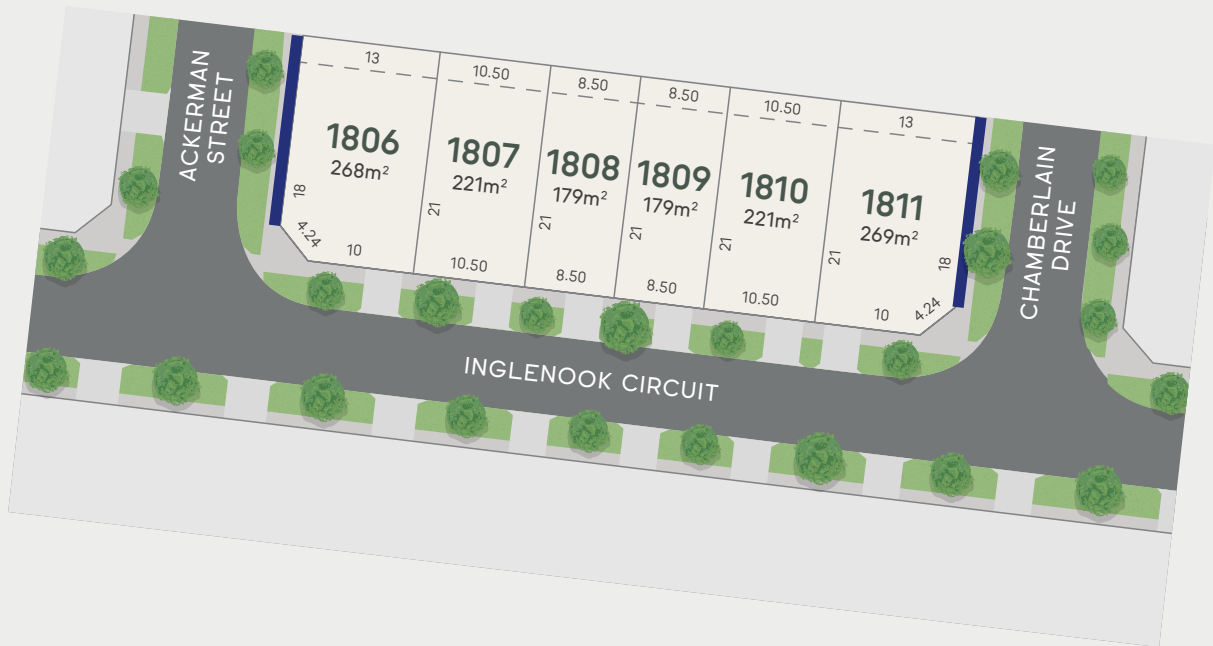 ACKERMAN
STREET
13
1806
268m²
18
4.24
10
10.50
1807
221m²
21
10.50
8.50
1808
179m²
21
8.50
8.50
1809
179m²
21
8.50
10.50
1810
221m²
21
10.50
13
1811
269m²
21
18
10
4.24
CHAMBERLAIN
DRIVE
INGLENOOK CIRCUIT